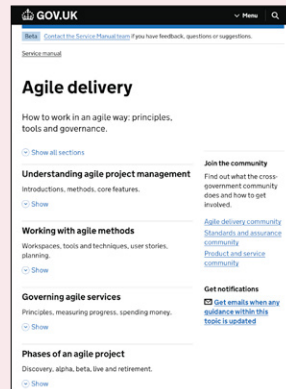 GOV.UK
Menu
Beta Contact the Service Manual team if you have feedback, questions or suggestions.
Service manual
Agile delivery
How to work in an agile way: principles,
tools and governance.
Show all sections
Understanding agile project management
Introductions, methods, core features.
Show
Working with agile methods
Workspaces, tools and techniques, user stories,
planning.
Show
Governing agile services
Principles, measuring progress, spending money.
Show
Phases of an agile project
Discovery, alpha, beta, live and retirement.
Show
Join the community
Find out what the cross-
government community
does and how to get
involved.
Agile delivery community
Standards and assurance
community
Product and service
community
Get notifications
Get emails when any
guidance within this
topic is updated